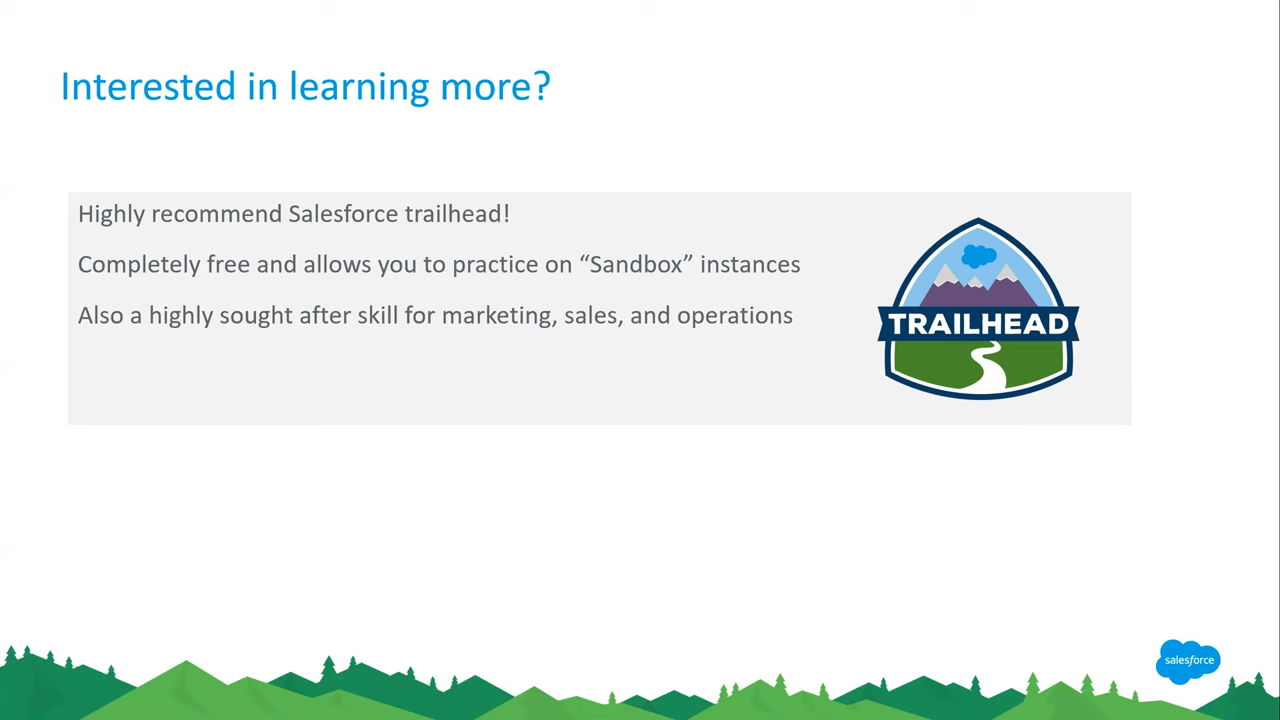 Interested in learning more?
Highly recommend Salesforce trailhead!
Completely free and allows you to practice on “Sandbox” instances
Also a highly sought after skill for marketing, sales, and operations
TRAILHEAD
salesforce